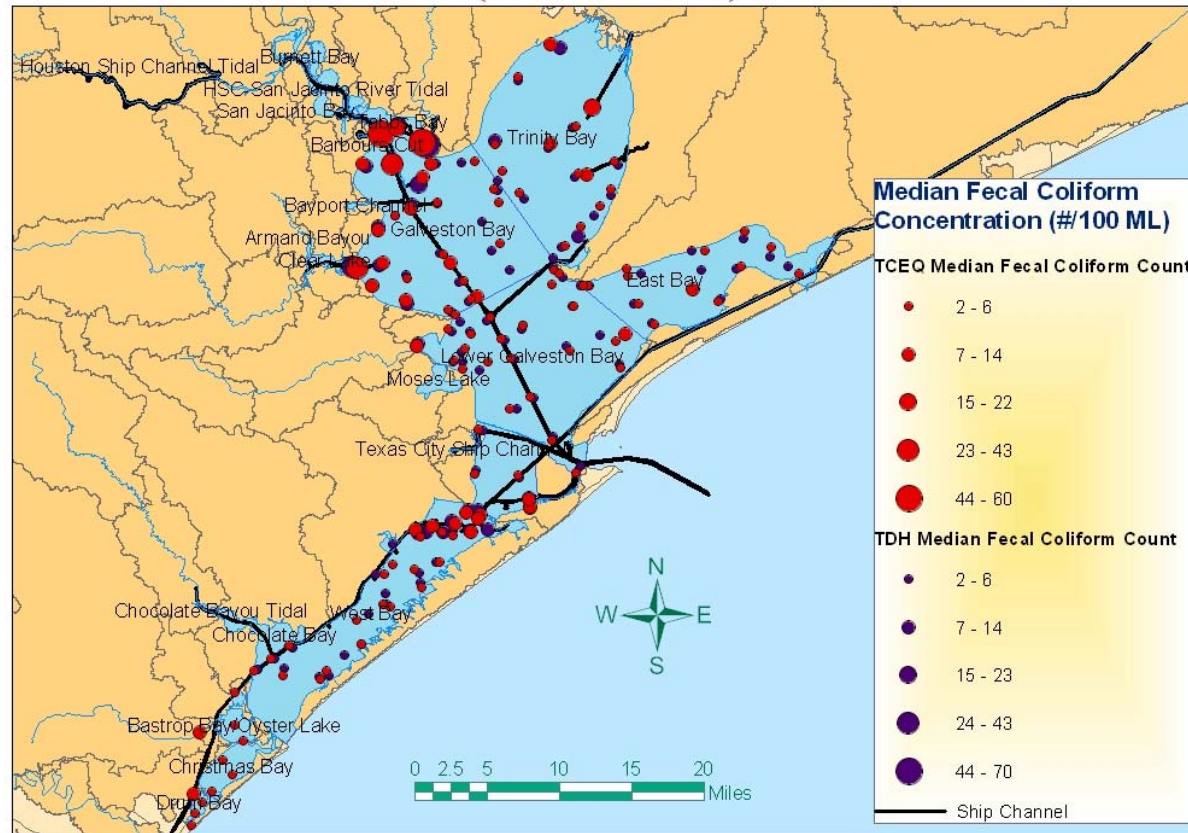 Burnett Bay
Houston Ship Channel Tidal
HSC-San Jacinto River Tidal
San Jacinto Bay
Tabbs Bay
Trinity Bay
Barbours Cut
Bayport Channel
Galveston Bay
Armand Bayou
Clear Lake
East Bay
Lower Galveston Bay
Moses Lake
Texas City Ship Channel
Chocolate Bayou Tidal
West Bay
Chocolate Bay
Bastrop Bay/Oyster Lake
Christmas Bay
Drum Bay
N
W E
S
0 2.5 5 10 15 20
Miles
Median Fecal Coliform
Concentration (#/100 ML)
TCEQ Median Fecal Coliform Count
2 - 6
7 - 14
15 - 22
23 - 43
44 - 60
TDH Median Fecal Coliform Count
2 - 6
7 - 14
15 - 23
24 - 43
44 - 70
Ship Channel